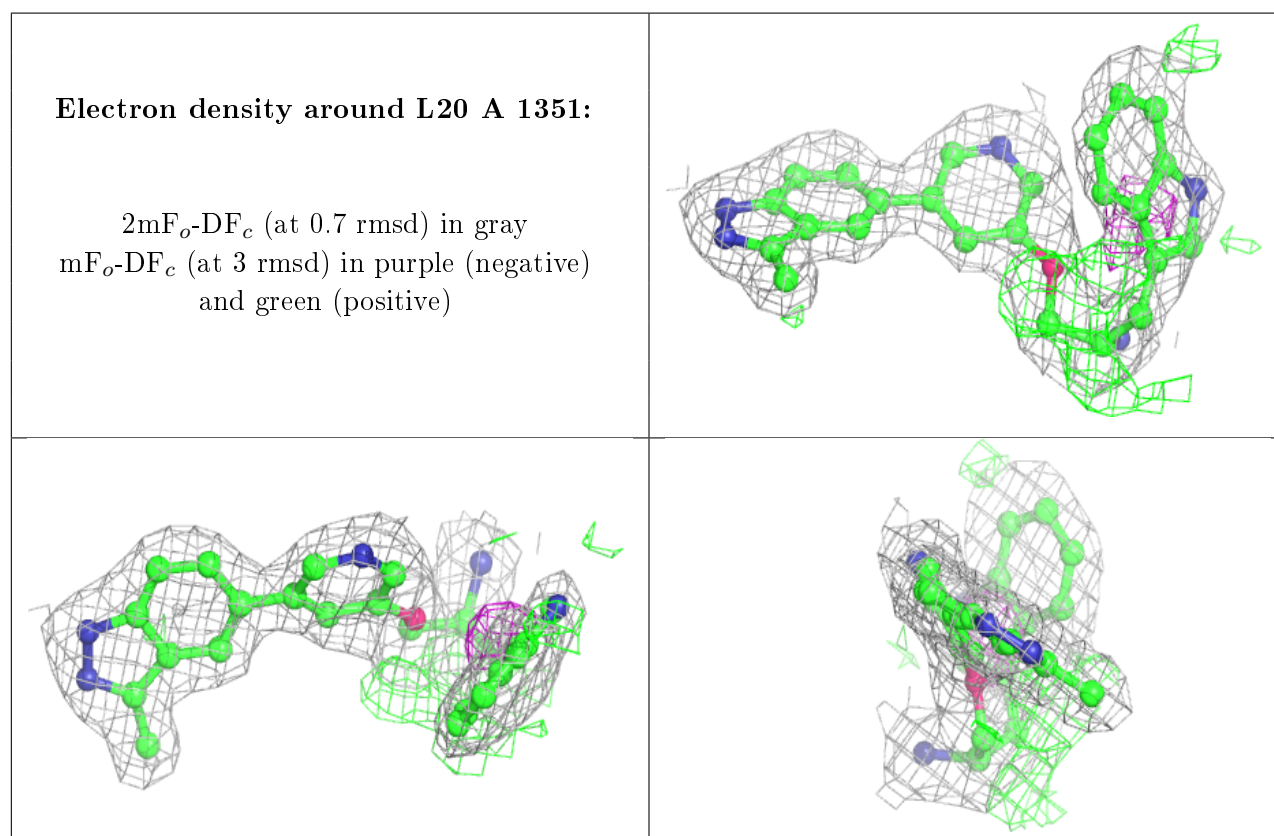 Electron density around L20 A 1351:
2mFo-DFc (at 0.7 rmsd) in gray
mFo-DFc (at 3 rmsd) in purple (negative)
and green (positive)